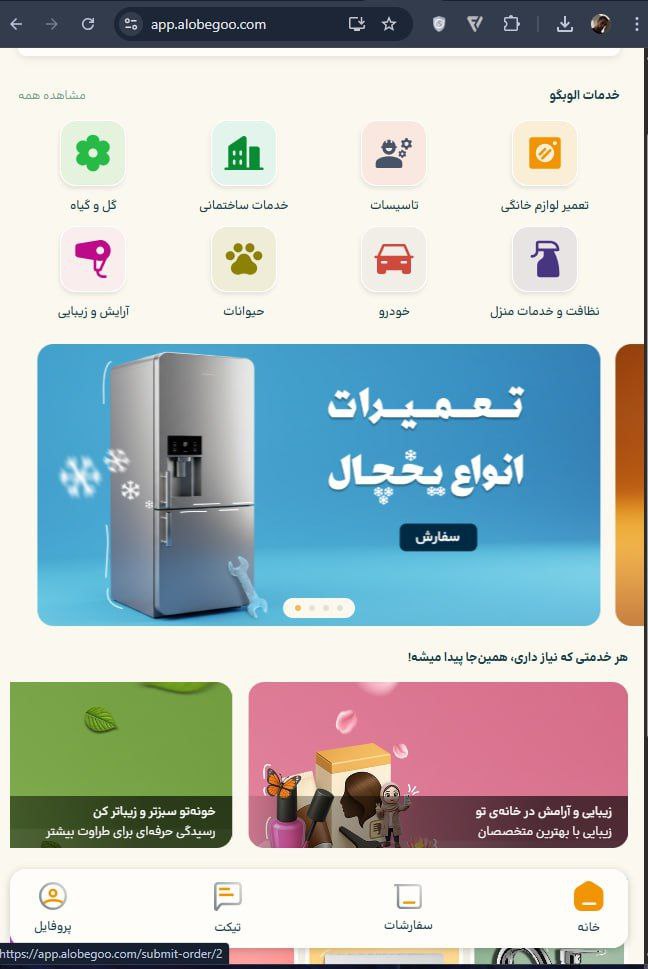 app.alobegoo.com
خدمات الوبگو
مشاهده همه
تعمیر لوازم خانگی
تاسیسات
خدمات ساختمانی
گل و گیاه
نظافت و خدمات منزل
خودرو
حیوانات
آرایش و زیبایی
تعمیرات
انواع یخچال
سفارش
هر خدمتی که نیاز داری، همین‌جا پیدا میشه!
زیبایی و آرامش در خانه‌ی تو
زیبایی با بهترین متخصصان
خونه‌تو سبزتر و زیباتر کن
رسیدگی حرفه‌ای برای طراوت بیشتر
خانه
سفارشات
تیکت
پروفایل
https://app.alobegoo.com/submit-order/2